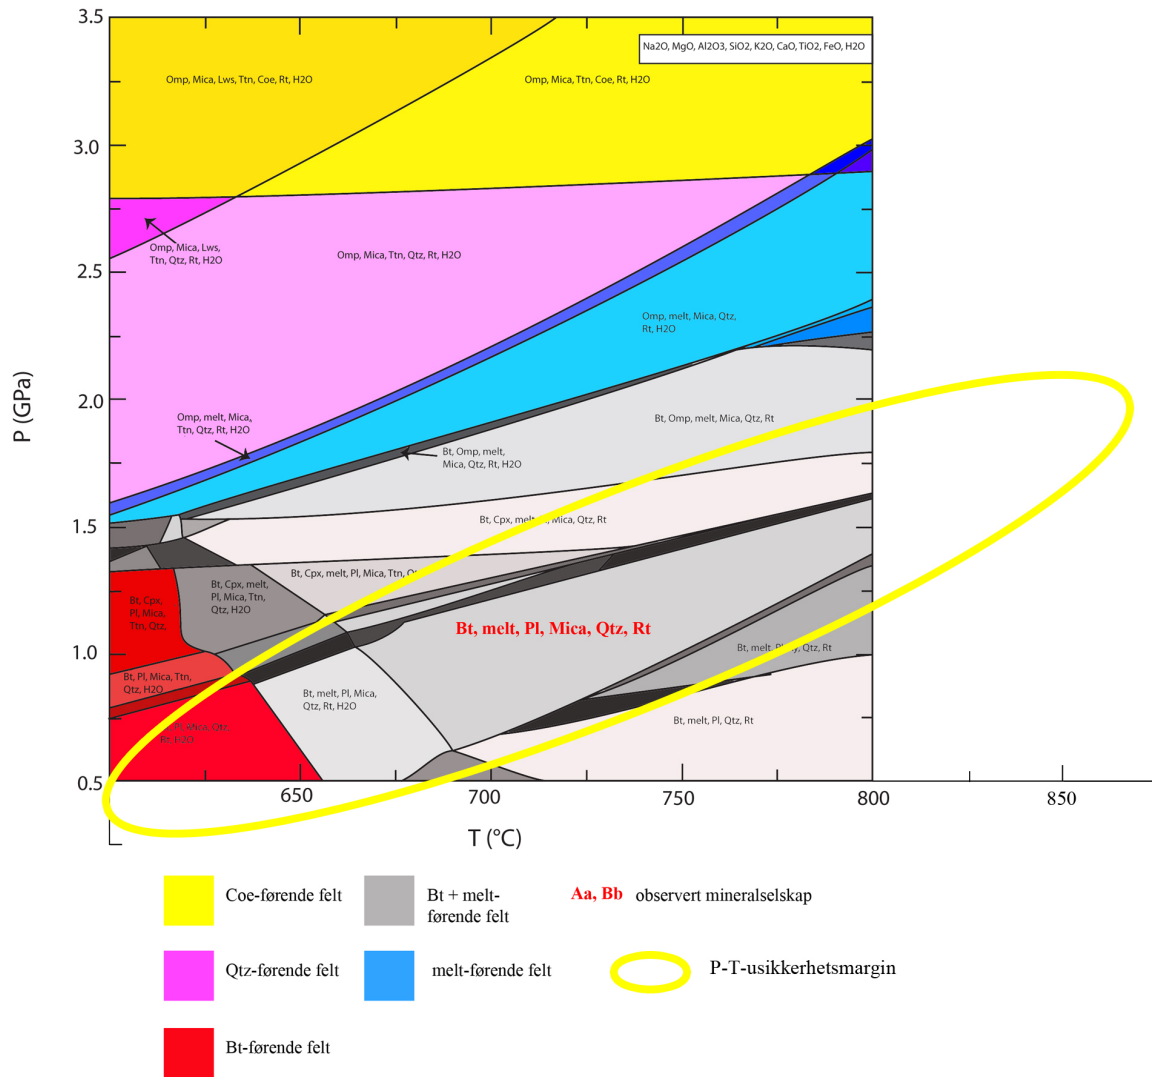 3.5
Na2O, MgO, Al2O3, SiO2, K2O, CaO, TiO2, FeO, H2O
Omp, Mica, Lws, Ttn, Coe, Rt, H2O
Omp, Mica, Ttn, Coe, Rt, H2O
3.0
Omp, Mica, Lws,
Ttn, Qtz, Rt, H2O
Omp, Mica, Ttn, Qtz, Rt, H2O
2.5
Omp, melt, Mica, Qtz,
Rt, H2O
P (GPa)
2.0
Omp, melt, Mica,
Ttn, Qtz, Rt, H2O
Bt, Omp, melt, Mica, Qtz, Rt
Bt, Omp, melt,
Mica, Qtz, Rt, H2O
1.5
Bt, Cpx, melt, Mica, Qtz, Rt
Bt, Cpx, melt, Pl, Mica, Ttn,
Bt, Cpx, melt,
Pl, Mica, Ttn,
Qtz, H2O
Bt, Cpx,
Pl, Mica,
Ttn, Qtz,
Bt, melt, Pl, Mica, Qtz, Rt
1.0
Bt, melt, Pl, Qtz, Rt
Bt, Pl, Mica, Ttn,
Qtz, H2O
Bt, melt, Pl, Mica,
Qtz, Rt, H2O
Bt, melt, Pl, Qtz, Rt
Pl, Mica, Qtz,
Rt, H2O
0.5
650
700
750
800
850
T (°C)
Coe-førende felt
Bt + melt-
førende felt
Aa, Bb observert mineralselskap
Qtz-førende felt
melt-førende felt
P-T-usikkerhetsmargin
Bt-førende felt